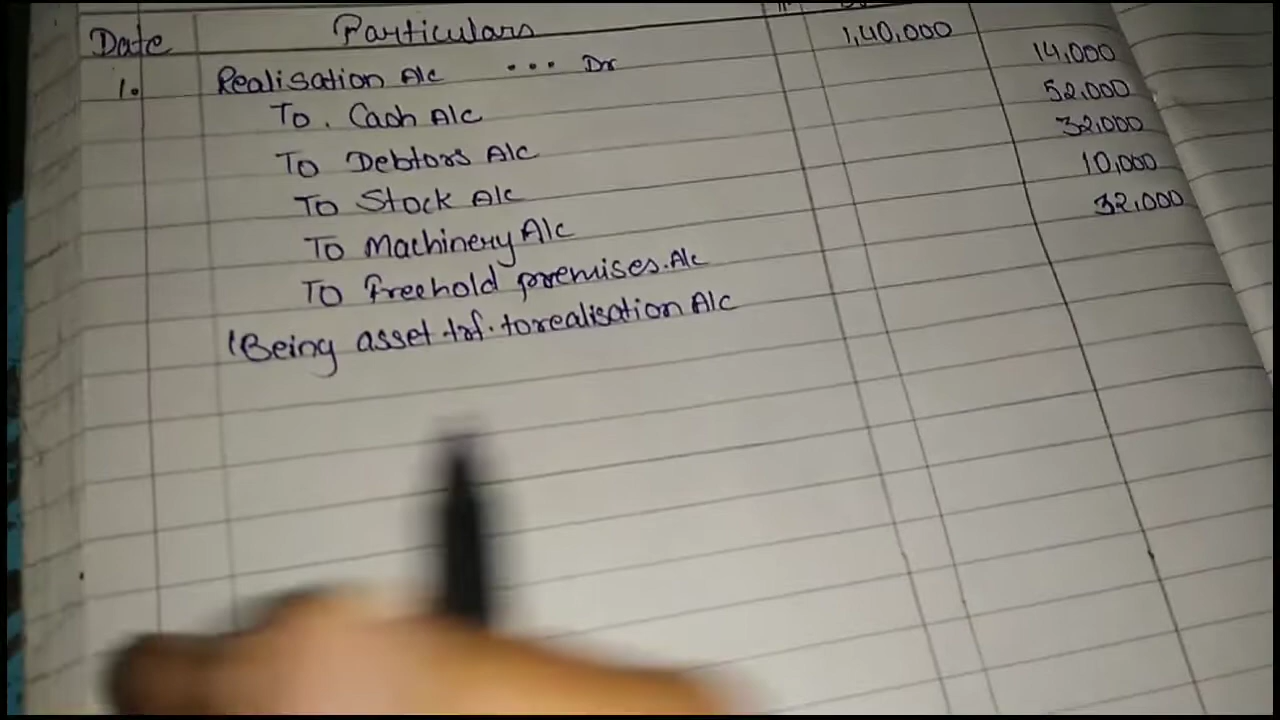 Date Particulars
1,40,000
1. Realisation A/c ... Dr 14,000
To. Cash A/c 52,000
To Debtors A/c 32,000
To Stock A/c 10,000
To Machinery A/c 32,000
To freehold premises. A/c
(Being asset trf. to realisation A/c